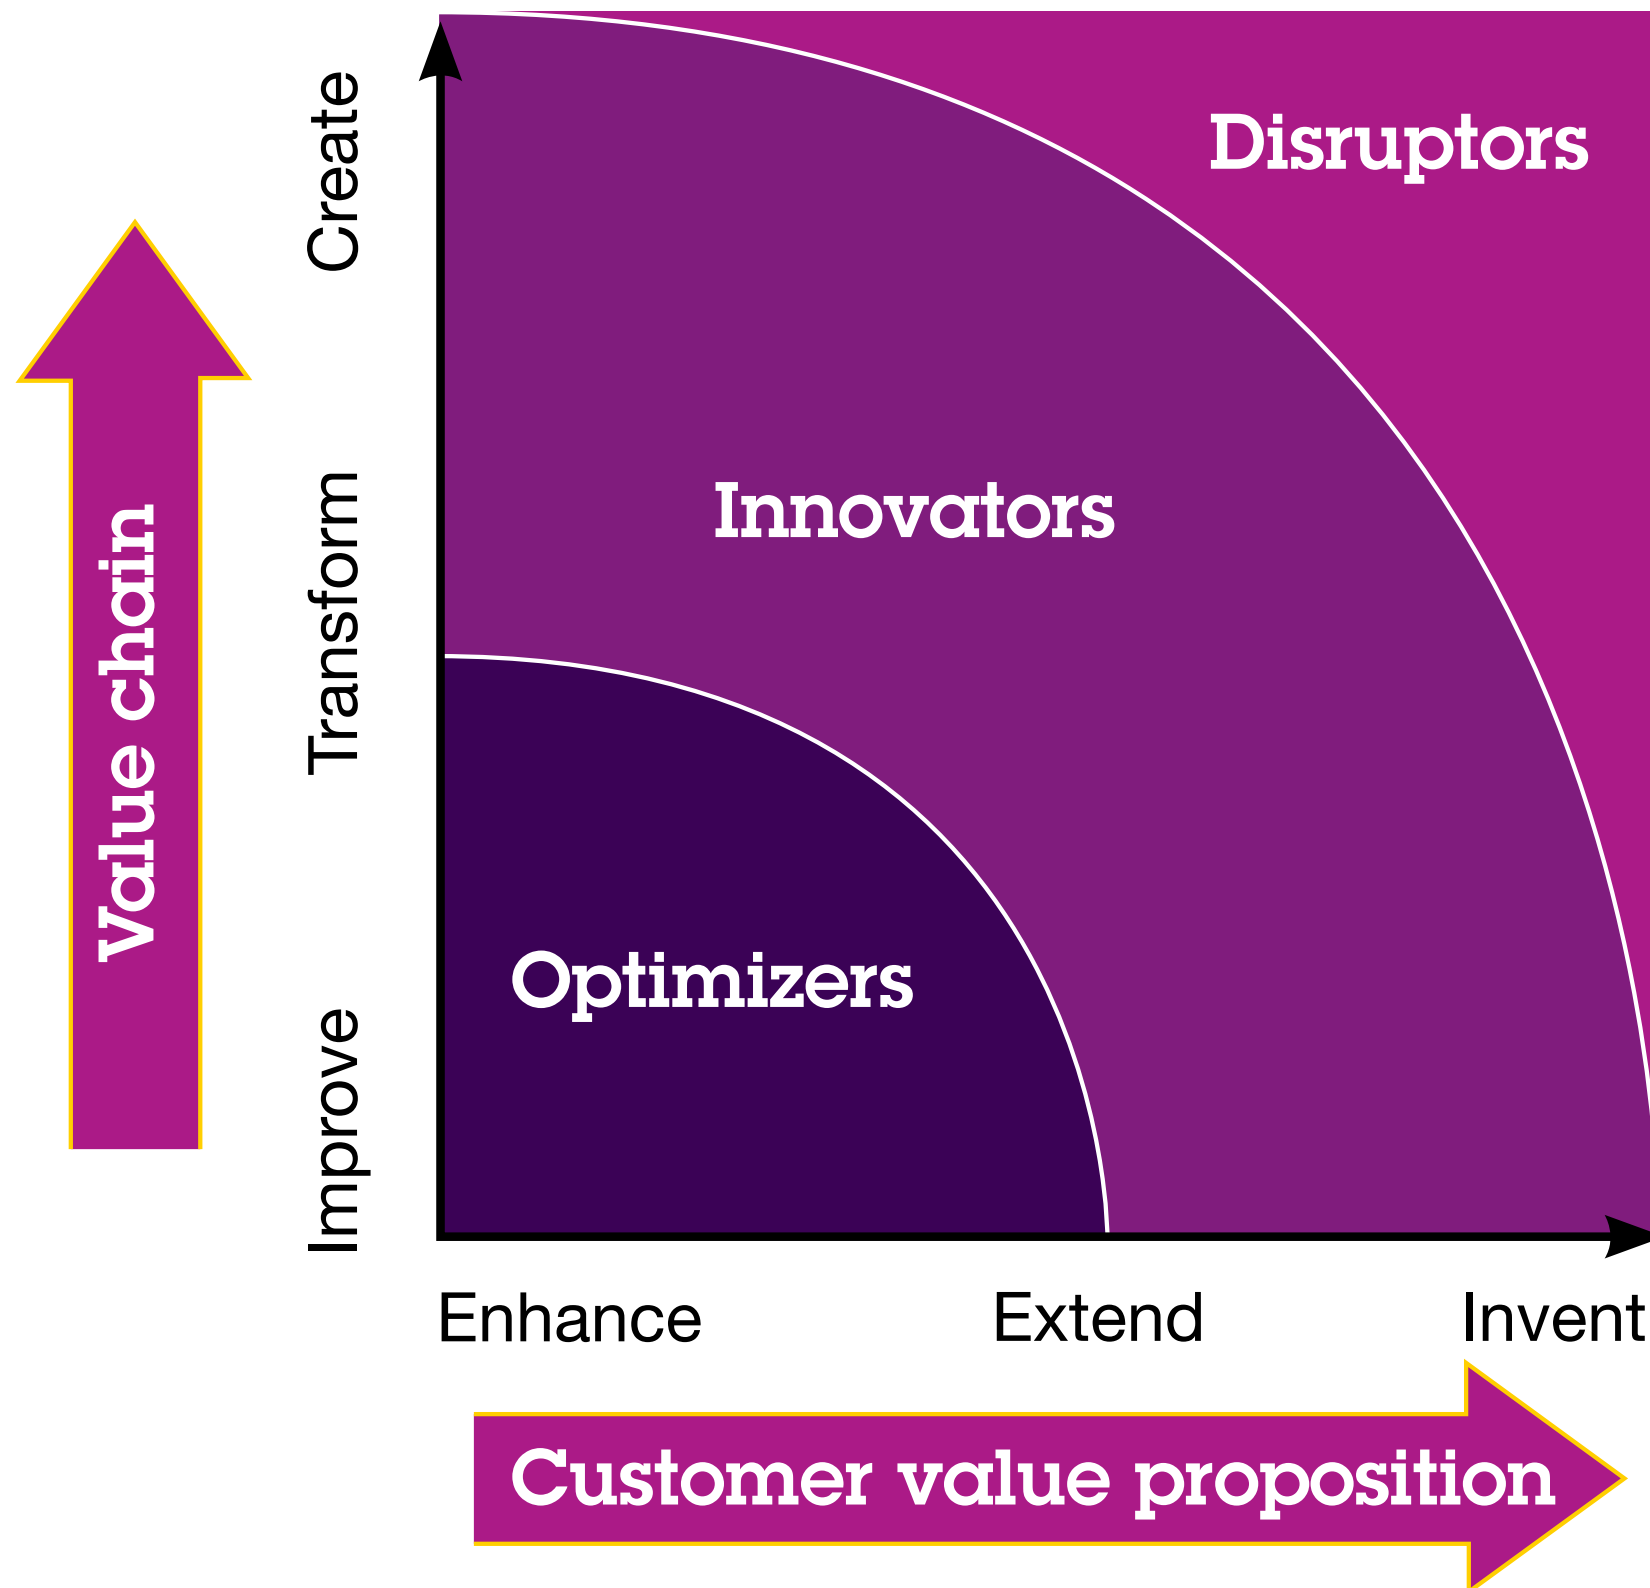 Create
Transform
Improve
Value chain
Disruptors
Innovators
Optimizers
Enhance
Extend
Invent
Customer value proposition